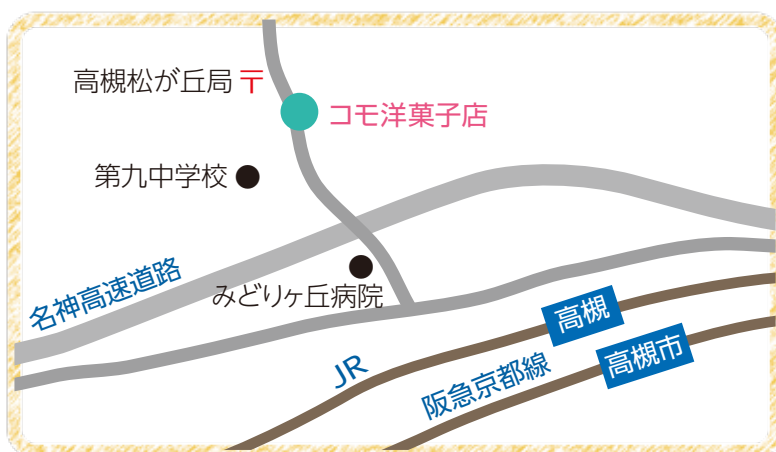 高槻松が丘局 〒
コモ洋菓子店
第九中学校
名神高速道路
みどりヶ丘病院
高槻
JR
高槻市
阪急京都線